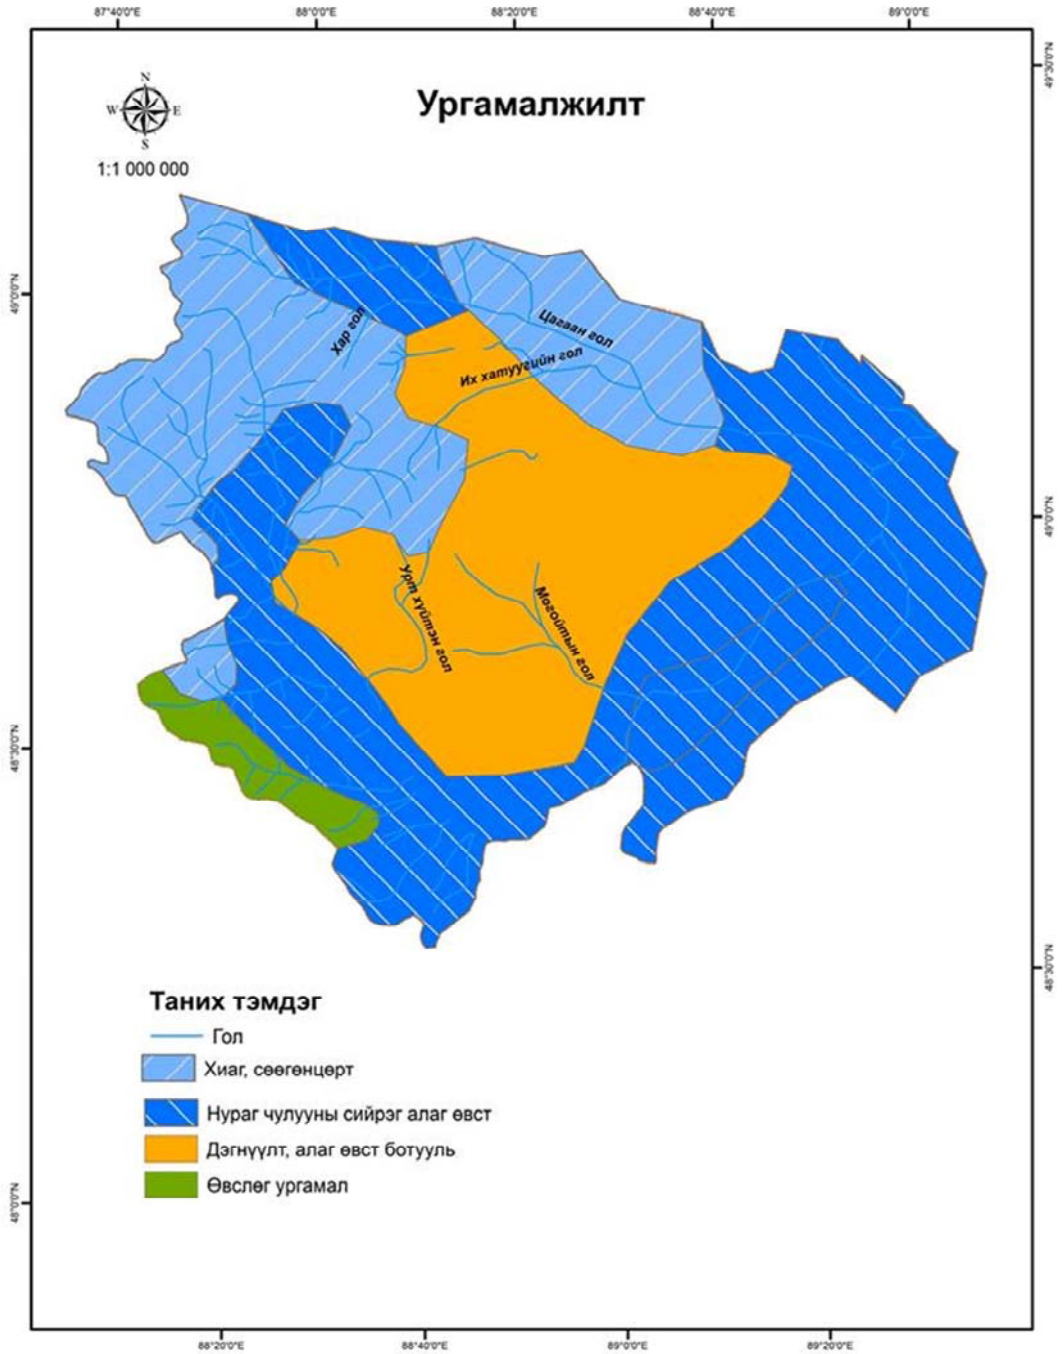 87°40'0"E 88°0'0"E 88°20'0"E 88°40'0"E 89°0'0"E
49°30'0"N
Ургамалжилт
N
W E
S
1:1 000 000
49°0'0"N
Хар гол
Цагаан гол
Их хатуугийн гол
49°0'0"N
Урт хүйтэн гол
Могойтын гол
48°30'0"N
48°30'0"N
Таних тэмдэг
Гол
Хиаг, сөөгөнцөрт
Нураг чулууны сийрэг алаг өвст
Дэгнүүлт, алаг өвст ботууль
Өвслөг ургамал
48°0'0"N
88°20'0"E 88°40'0"E 89°0'0"E 89°20'0"E